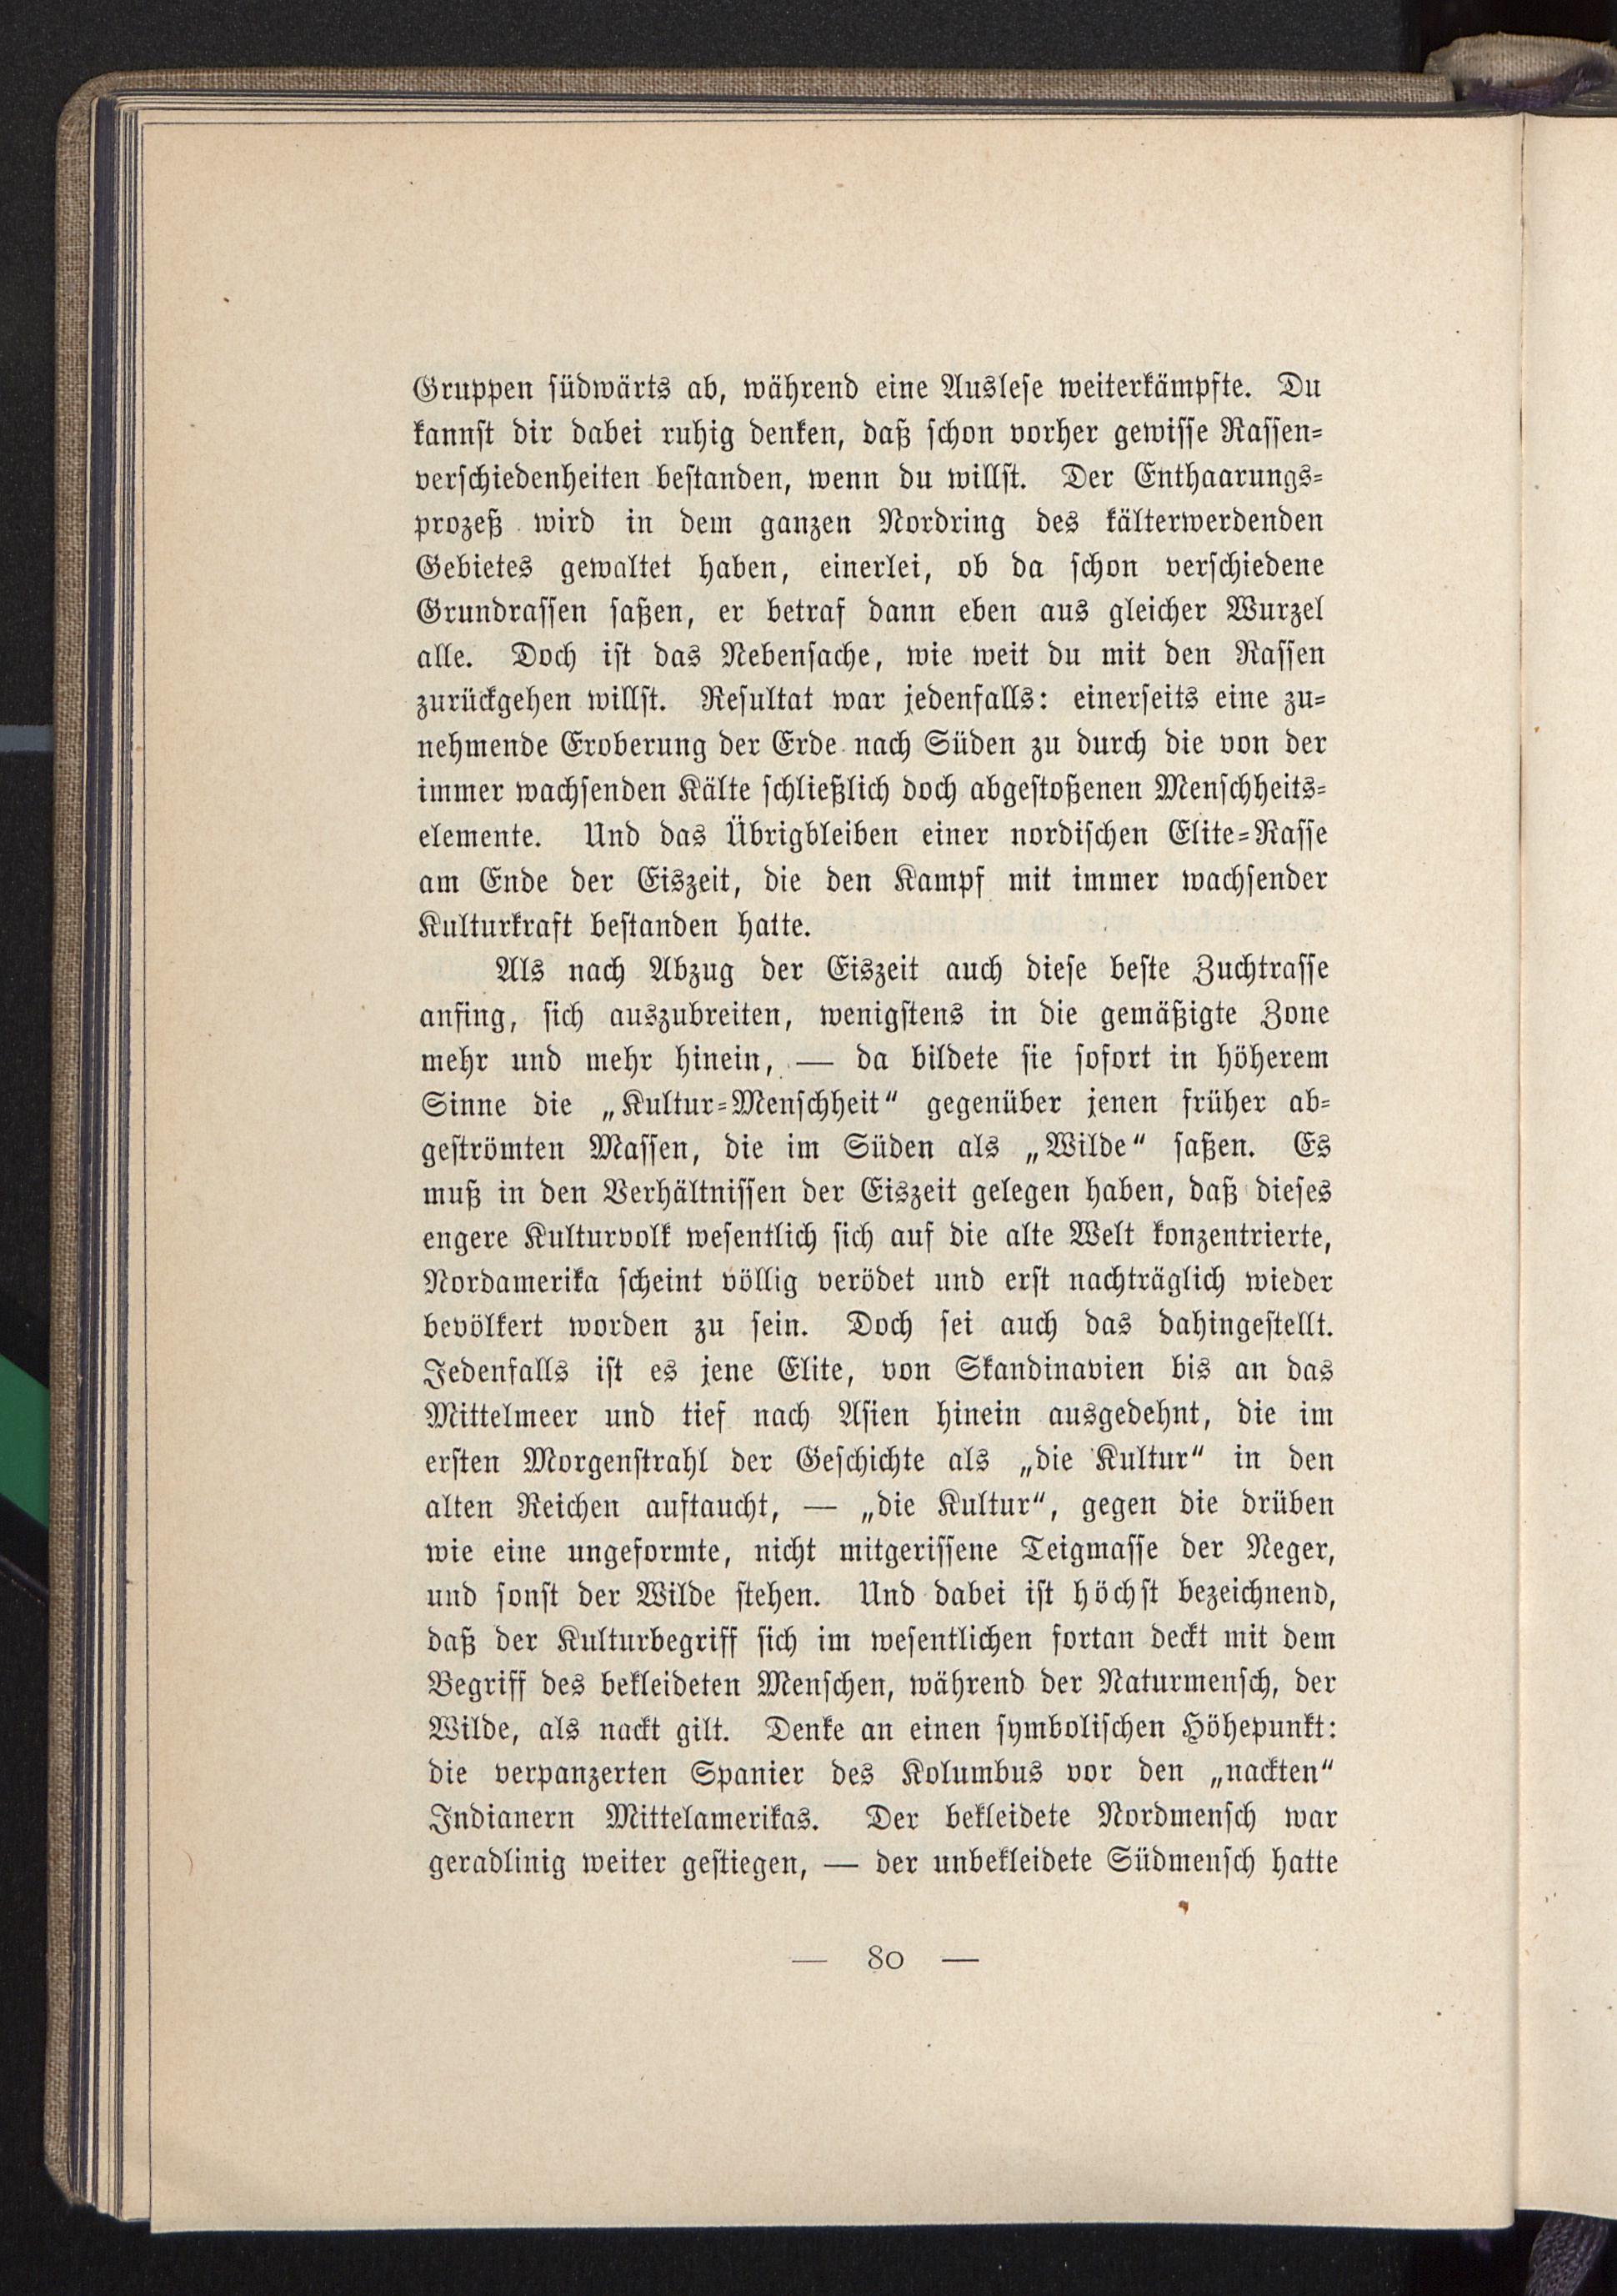 Gruppen südwärts ab, während eine Auslese weiterkämpfte. Du
kannst dir dabei ruhig denken, daß schon vorher gewisse Rassen-
verschiedenheiten bestanden, wenn du willst. Der Enthaarungs-
prozeß wird in dem ganzen Nordring des kälterwerdenden
Gebietes gewaltet haben, einerlei, ob da schon verschiedene
Grundrassen saßen, er betraf dann eben aus gleicher Wurzel
alle. Doch ist das Nebensache, wie weit du mit den Rassen
zurückgehen willst. Resultat war jedenfalls: einerseits eine zu-
nehmende Eroberung der Erde nach Süden zu durch die von der
immer wachsenden Kälte schließlich doch abgestoßenen Menschheits-
elemente. Und das Übrigbleiben einer nordischen Elite-Rasse
am Ende der Eiszeit, die den Kampf mit immer wachsender
Kulturkraft bestanden hatte.
Als nach Abzug der Eiszeit auch diese beste Zuchtrasse
anfing, sich auszubreiten, wenigstens in die gemäßigte Zone
mehr und mehr hinein, — da bildete sie sofort in höherem
Sinne die „Kultur-Menschheit“ gegenüber jenen früher ab-
geströmten Massen, die im Süden als „Wilde“ saßen. Es
muß in den Verhältnissen der Eiszeit gelegen haben, daß dieses
engere Kulturvolk wesentlich sich auf die alte Welt konzentrierte,
Nordamerika scheint völlig verödet und erst nachträglich wieder
bevölkert worden zu sein. Doch sei auch das dahingestellt.
Jedenfalls ist es jene Elite, von Skandinavien bis an das
Mittelmeer und tief nach Asien hinein ausgedehnt, die im
ersten Morgenstrahl der Geschichte als „die Kultur“ in den
alten Reichen auftaucht, — „die Kultur“, gegen die drüben
wie eine ungeformte, nicht mitgerissene Teigmasse der Neger,
und sonst der Wilde stehen. Und dabei ist höchst bezeichnend,
daß der Kulturbegriff sich im wesentlichen fortan deckt mit dem
Begriff des bekleideten Menschen, während der Naturmensch, der
Wilde, als nackt gilt. Denke an einen symbolischen Höhepunkt:
die verpanzerten Spanier des Kolumbus vor den „nackten“
Indianern Mittelamerikas. Der bekleidete Nordmensch war
geradlinig weiter gestiegen, — der unbekleidete Südmensch hatte
— 80 —